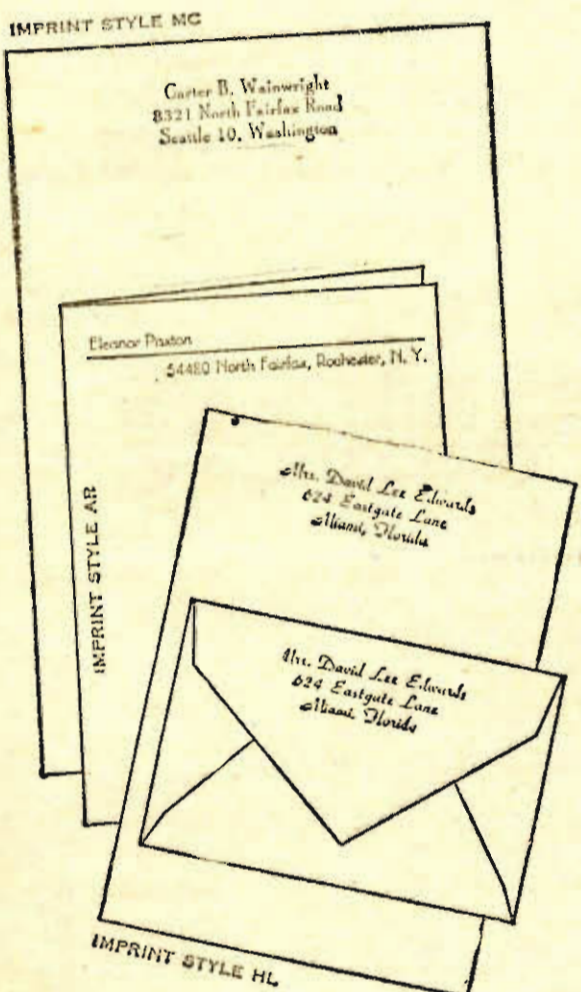 IMPRINT STYLE MC
Carter B. Wainwright
8321 North Fairfax Road
Seattle 10, Washington
Eleanor Paxton
54480 North Fairfax, Rochester, N. Y.
IMPRINT STYLE AR
Mrs. David Lee Edwards
624 Eastgate Lane
Miami, Florida
Mrs. David Lee Edwards
624 Eastgate Lane
Miami, Florida
IMPRINT STYLE HL